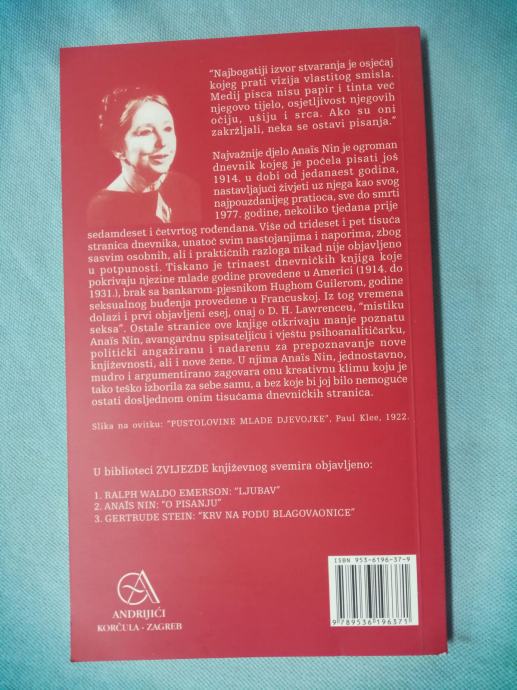 “Najbogatiji izvor stvaranja je osjećaj
kojeg prati vizija vlastitog smisla.
Medij pisca nisu papir i tinta već
njegovo tijelo, osjetljivost njegovih
očiju, ušiju i srca. Ako su oni
zakržljali, neka se ostavi pisanja.”
Najvažnije djelo Anaïs Nin je ogroman
dnevnik kojeg je počela pisati još
1914. u dobi od jedanaest godina,
nastavljajući živjeti uz njega kao svog
najpouzdanijeg pratioca, sve do smrti
1977. godine, nekoliko tjedana prije
sedamdeset i četvrtog rođendana. Više od trideset i pet tisuća
stranica dnevnika, unatoč svim nastojanjima i naporima, zbog
sasvim osobnih, ali i praktičnih razloga nikad nije objavljeno
u potpunosti. Tiskano je trinaest dnevničkih knjiga koje
pokrivaju njezine mlade godine provedene u Americi (1914. do
1931.), brak sa bankarom-pjesnikom Hughom Guilerom, godine
seksualnog buđenja provedene u Francuskoj. Iz tog vremena
dolazi i prvi objavljeni esej, onaj o D. H. Lawrenceu, “mistiku
seksa”. Ostale stranice ove knjige otkrivaju manje poznatu
Anaïs Nin, avangardnu spisateljicu i vještu psihoanalitičarku,
politički angažiranu i nadarenu za prepoznavanje nove
književnosti, ali i nove žene. U njima Anaïs Nin, jednostavno,
mudro i argumentirano zagovara onu kreativnu klimu koju je
tako teško izborila za sebe samu, a bez koje bi joj bilo nemoguće
ostati dosljednom onim tisućama dnevničkih stranica.
Slika na ovitku: “PUSTOLOVINE MLADE DJEVOJKE”, Paul Klee, 1922.
U biblioteci ZVIJEZDE književnog svemira objavljeno:
1. RALPH WALDO EMERSON: “LJUBAV”
2. ANAÏS NIN: “O PISANJU”
3. GERTRUDE STEIN: “KRV NA PODU BLAGOVAONICE”
ISBN 953-6196-37-9
9 789536 196371
ANDRIJIĆI
KORČULA - ZAGREB